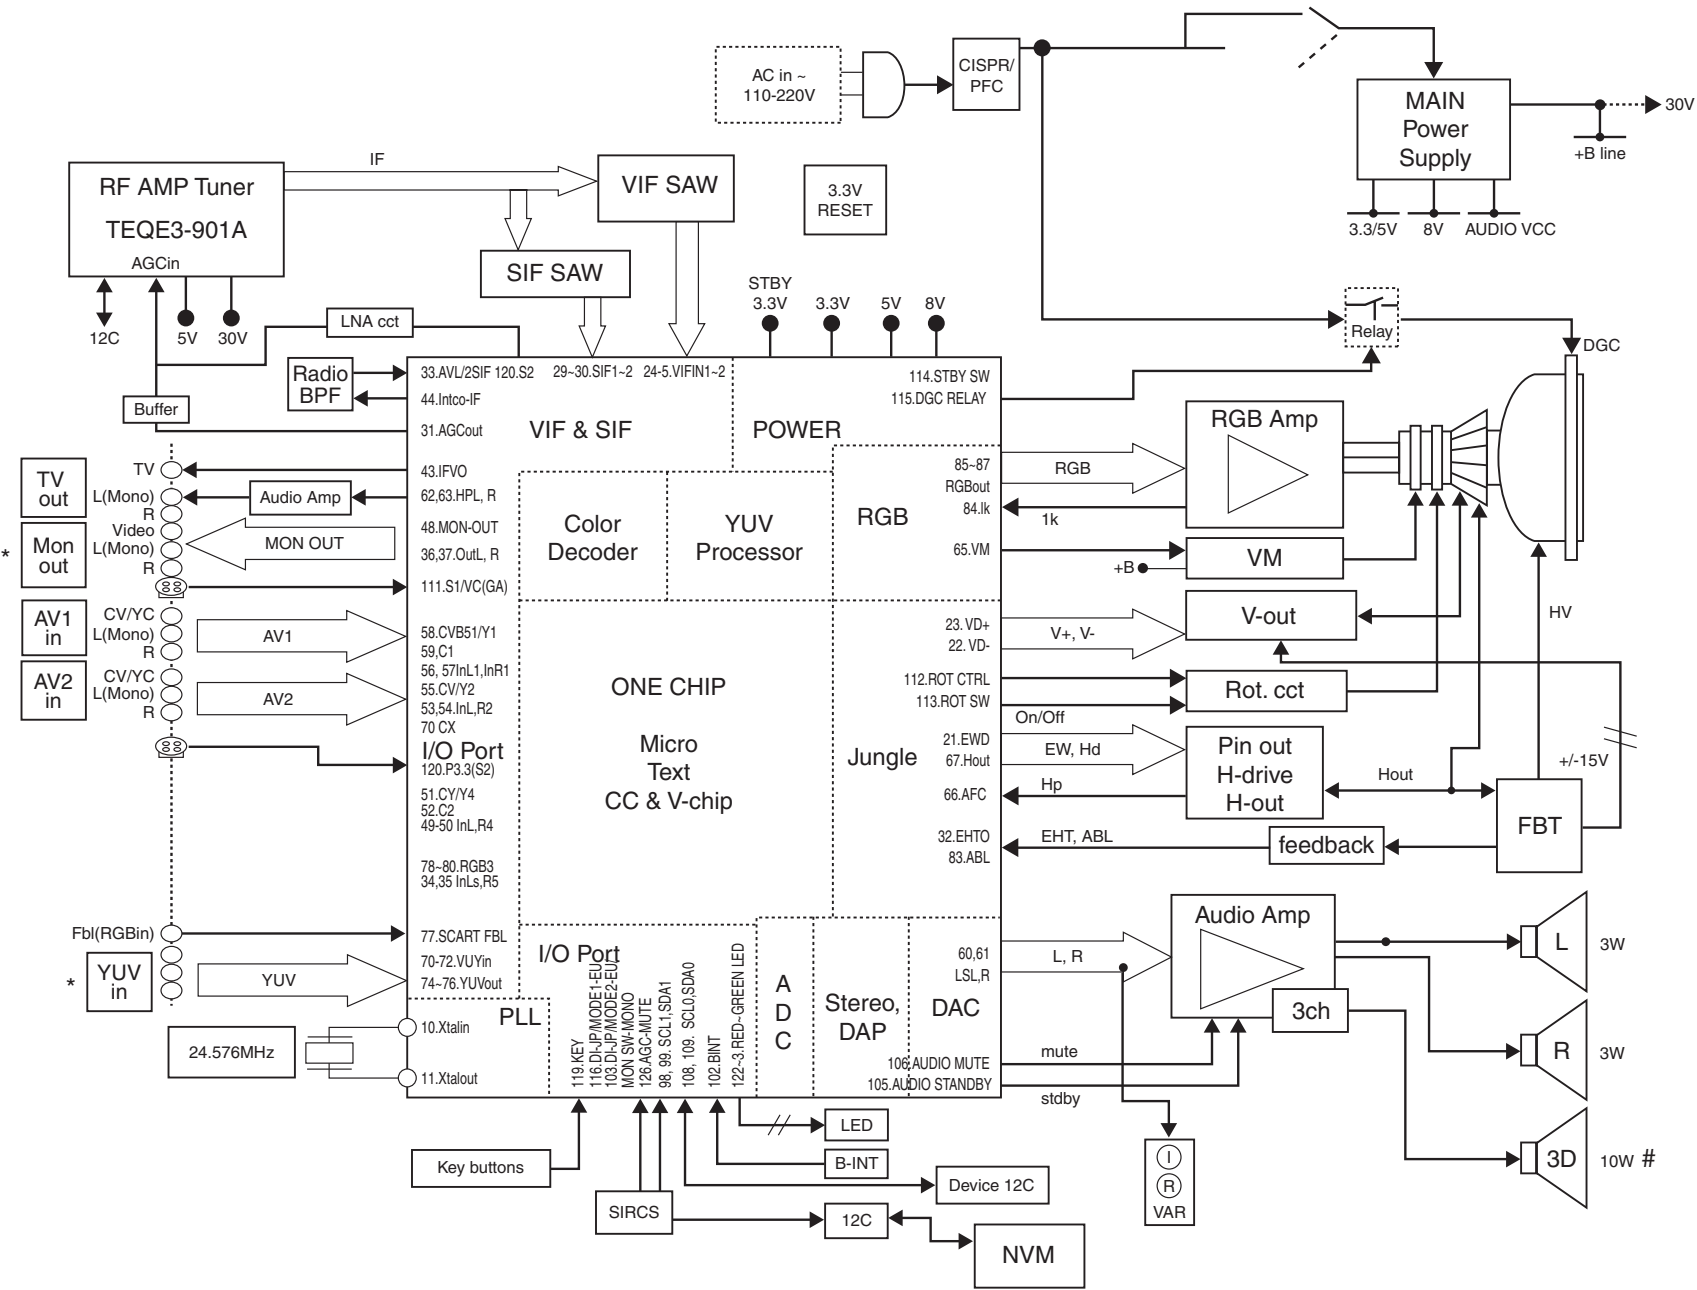 AC in ~
110-220V
CISPR/
PFC
MAIN
Power
Supply
30V
+B line
3.3/5V
8V
AUDIO VCC
RF AMP Tuner
TEQE3-901A
AGCin
IF
VIF SAW
SIF SAW
3.3V
RESET
12C
5V
30V
LNA cct
STBY
3.3V
3.3V
5V
8V
Relay
DGC
Radio
BPF
Buffer
33.AVL/2SIF 120.S2
29~30.SIF1~2
24-5.VIFIN1~2
44.Intco-IF
31.AGCout
VIF & SIF
POWER
114.STBY SW
115.DGC RELAY
TV
out
TV
L(Mono)
R
Audio Amp
43.IFVO
62,63.HPL, R
* Mon
out
Video
L(Mono)
R
MON OUT
48.MON-OUT
36,37.OutL, R
111.S1/VC(GA)
Color
Decoder
YUV
Processor
RGB
85~87
RGBout
84.Ik
65.VM
RGB
1k
RGB Amp
+B
VM
AV1
in
CV/YC
L(Mono)
R
AV1
58.CVB51/Y1
59,C1
56, 57InL1,InR1
AV2
in
CV/YC
L(Mono)
R
AV2
55.CV/Y2
53,54.InL,R2
70 CX
I/O Port
120.P3.3(S2)
51.CY/Y4
52.C2
49-50 InL,R4
78~80.RGB3
34,35 InLs,R5
ONE CHIP
Micro
Text
CC & V-chip
Jungle
23. VD+
22. VD-
V+, V-
V-out
HV
112.ROT CTRL
113.ROT SW
On/Off
Rot. cct
21.EWD
67.Hout
EW, Hd
Pin out
H-drive
H-out
Hout
+/-15V
66.AFC
Hp
FBT
32.EHTO
83.ABL
EHT, ABL
feedback
Fbl(RGBin)
77.SCART FBL
* YUV
in
YUV
70-72.VUYin
74~76.YUVout
I/O Port
PLL
24.576MHz
10.Xtalin
11.Xtalout
119.KEY
116.DI-JP/MODE1-EU
103.DI-JP/MODE2-EU
MON SW-MONO
126.AGC-MUTE
98, 99. SCL1,SDA1
108, 109. SCL0,SDA0
102.BINT
122~3.RED~GREEN LED
A
D
C
Stereo,
DAP
DAC
60,61
LSL,R
106.AUDIO MUTE
105.AUDIO STANDBY
L, R
mute
stdby
Audio Amp
3ch
L
3W
R
3W
3D
10W #
I
R
VAR
Key buttons
LED
B-INT
Device 12C
SIRCS
12C
NVM